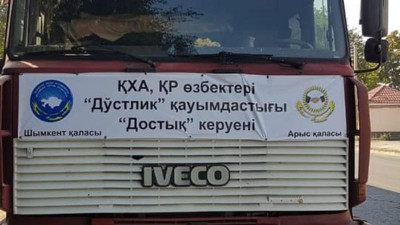 ҚХА, ҚР өзбектері
“Дўстлик” қауымдастығы
“Достық” керуені
Шымкент қаласы
Арыс қаласы
IVECO